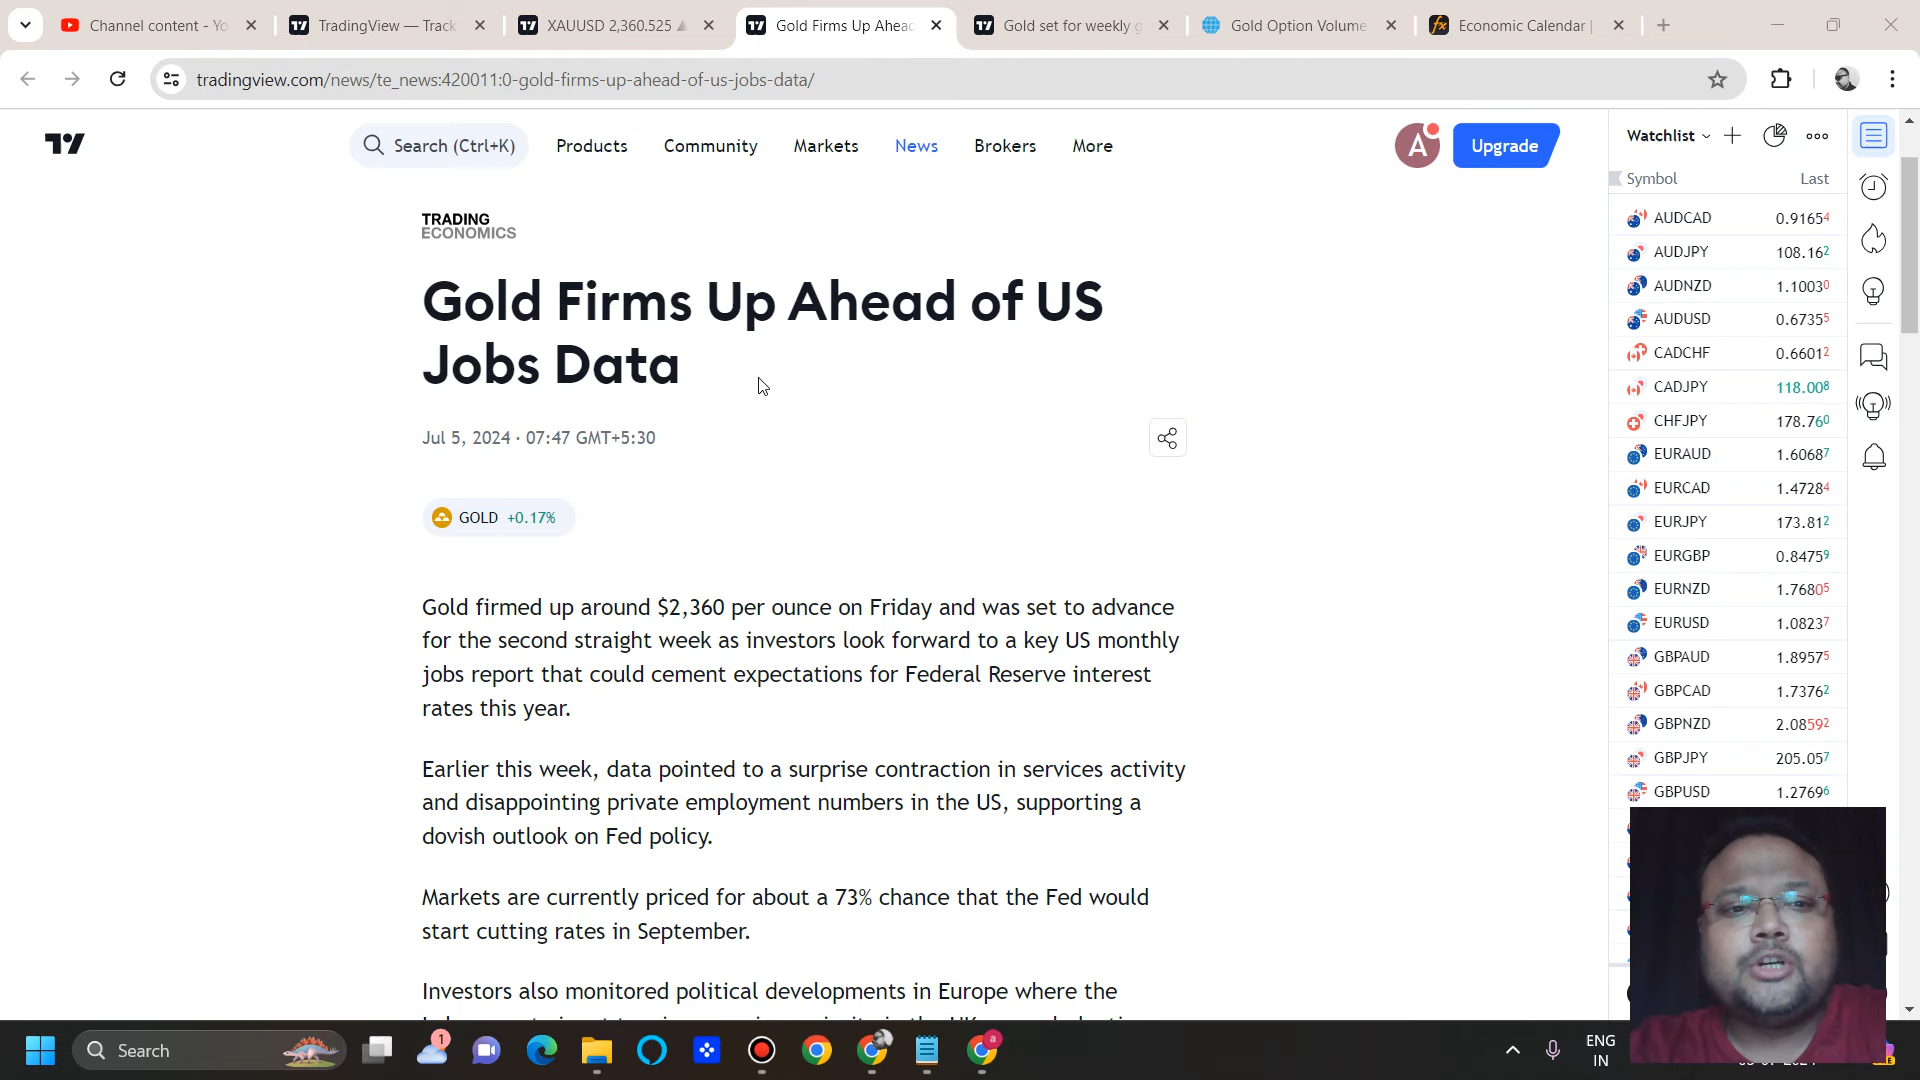 Channel content - Yo
TradingView — Track
XAUUSD 2,360.525
Gold Firms Up Ahead
Gold set for weekly g
Gold Option Volume
Economic Calendar |
tradingview.com/news/te_news:420011:0-gold-firms-up-ahead-of-us-jobs-data/
Search (Ctrl+K)
Products
Community
Markets
News
Brokers
More
A
Upgrade
TRADING
ECONOMICS
Gold Firms Up Ahead of US
Jobs Data
Jul 5, 2024 · 07:47 GMT+5:30
GOLD +0.17%
Gold firmed up around $2,360 per ounce on Friday and was set to advance
for the second straight week as investors look forward to a key US monthly
jobs report that could cement expectations for Federal Reserve interest
rates this year.
Earlier this week, data pointed to a surprise contraction in services activity
and disappointing private employment numbers in the US, supporting a
dovish outlook on Fed policy.
Markets are currently priced for about a 73% chance that the Fed would
start cutting rates in September.
Investors also monitored political developments in Europe where the
Watchlist
Symbol Last
AUDCAD 0.91654
AUDJPY 108.162
AUDNZD 1.10030
AUDUSD 0.67355
CADCHF 0.66012
CADJPY 118.008
CHFJPY 178.760
EURAUD 1.60687
EURCAD 1.47284
EURJPY 173.812
EURGBP 0.84759
EURNZD 1.76805
EURUSD 1.08237
GBPAUD 1.89575
GBPCAD 1.73762
GBPNZD 2.08592
GBPJPY 205.057
GBPUSD 1.27696
Search
1
a
ENG
IN